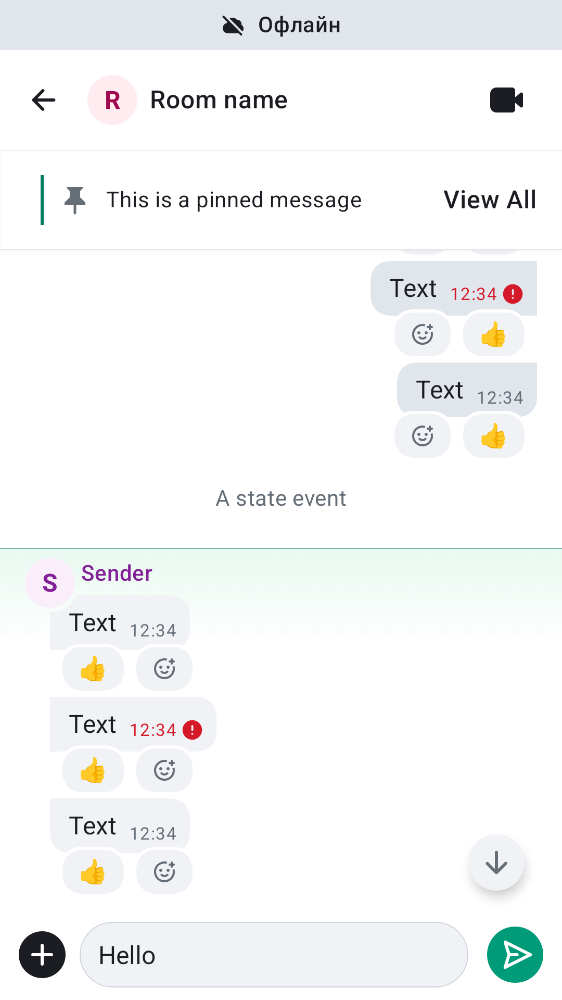 Офлайн
R Room name
This is a pinned message View All
Text 12:34
Text 12:34
A state event
S Sender
Text 12:34
Text 12:34
Text 12:34
Hello